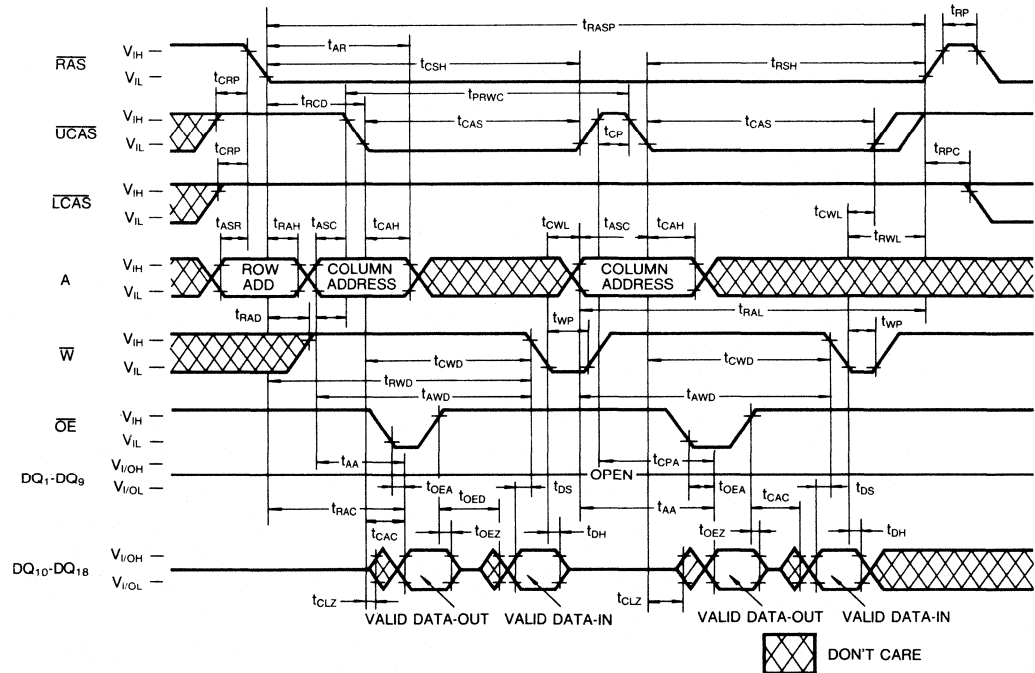 tRASP
tRP
tAR
RAS
VIH
VIL
tCSH
tRSH
tCRP
tPRWC
tRCD
UCAS
VIH
VIL
tCAS
tCP
tCAS
tCRP
tRPC
LCAS
VIH
VIL
tCWL
tASR
tRAH
tASC
tCAH
tCWL
tASC
tCAH
tRWL
A
VIH
VIL
ROW
ADD
COLUMN
ADDRESS
COLUMN
ADDRESS
tRAD
tRAL
tWP
tWP
W
VIH
VIL
tCWD
tCWD
tRWD
tAWD
tAWD
OE
VIH
VIL
tAA
tCPA
DQ1-DQ9
VI/OH
VI/OL
OPEN
tOEA
tOED
tDS
tOEA
tCAC
tDS
tRAC
tAA
tCAC
tOEZ
tDH
tOEZ
tDH
DQ10-DQ18
VI/OH
VI/OL
tCLZ
tCLZ
VALID DATA-OUT
VALID DATA-IN
VALID DATA-OUT
VALID DATA-IN
DON'T CARE